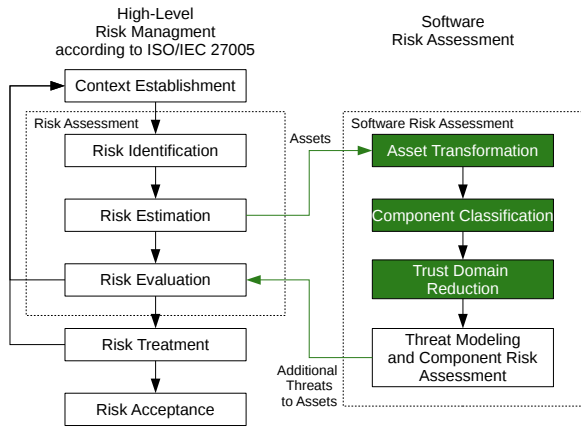 High-Level
Risk Managment
according to ISO/IEC 27005
Context Establishment
Risk Assessment
Risk Identification
Risk Estimation
Risk Evaluation
Risk Treatment
Risk Acceptance
Assets
Additional
Threats
to Assets
Software
Risk Assessment
Software Risk Assessment
Asset Transformation
Component Classification
Trust Domain
Reduction
Threat Modeling
and Component Risk
Assessment